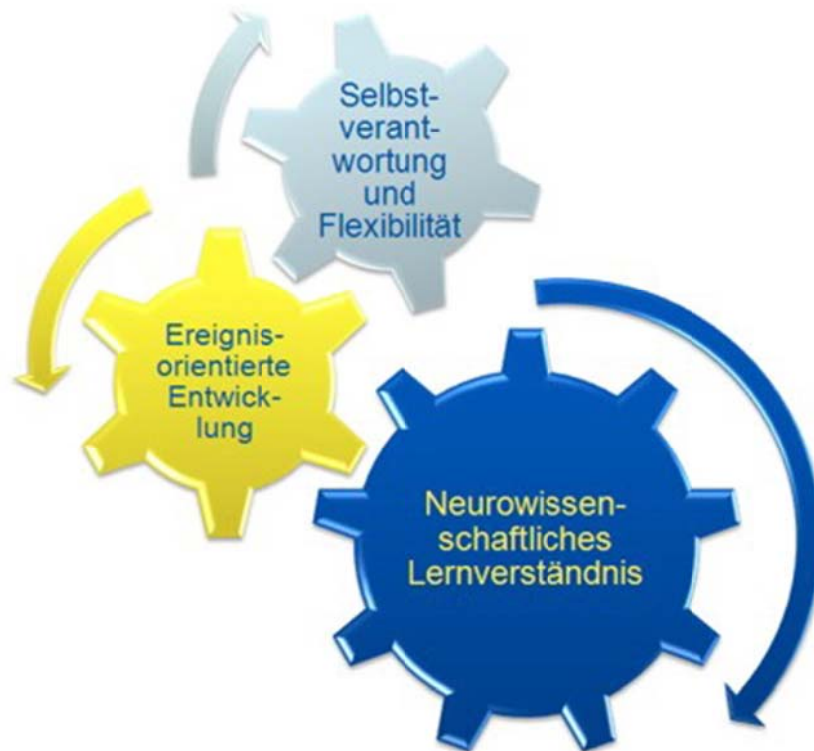 Selbst-
verant-
wortung
und
Flexibilität
Ereignis-
orientierte
Entwick-
lung
Neurowissen-
schaftliches
Lernverständnis